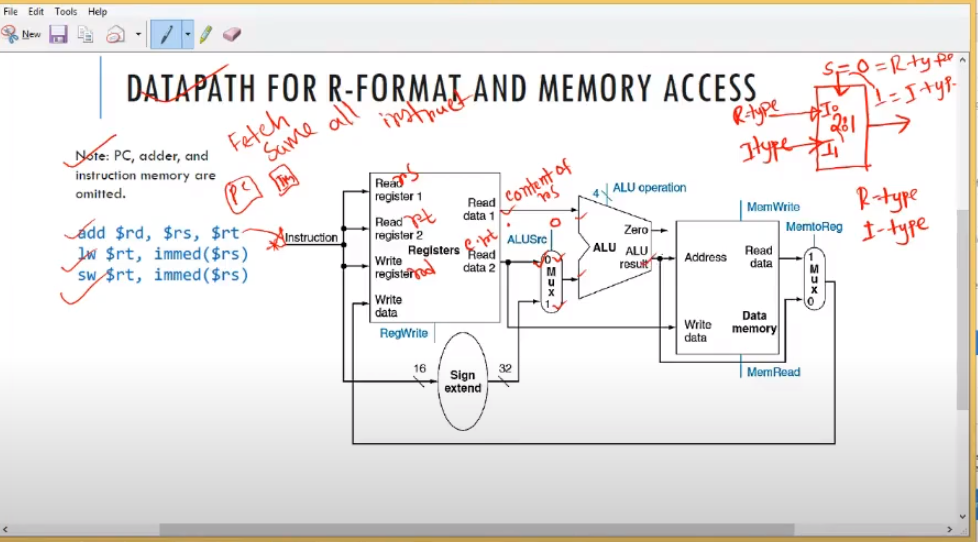 File Edit Tools Help
New
DATAPATH FOR R-FORMAT AND MEMORY ACCESS
S=0=R-type
1=I-typ
R-type
I-type
I0
2:1
I1
R-type
I-type
Fetch
same all instruct
Note: PC, adder, and
instruction memory are
omitted.
PC
IM
add $rd, $rs, $rt
lw $rt, immed($rs)
sw $rt, immed($rs)
Instruction
Read
register 1
rs
Read
register 2
rt
Write
register
rd
Write
data
Registers
Read
data 1
Read
data 2
RegWrite
content of
rs
c.rt
ALUSrc
0
0
M
u
x
1
16
Sign
extend
32
4
ALU operation
Zero
ALU
ALU
result
MemWrite
Address
Read
data
Write
data
Data
memory
MemRead
MemtoReg
1
M
u
x
0